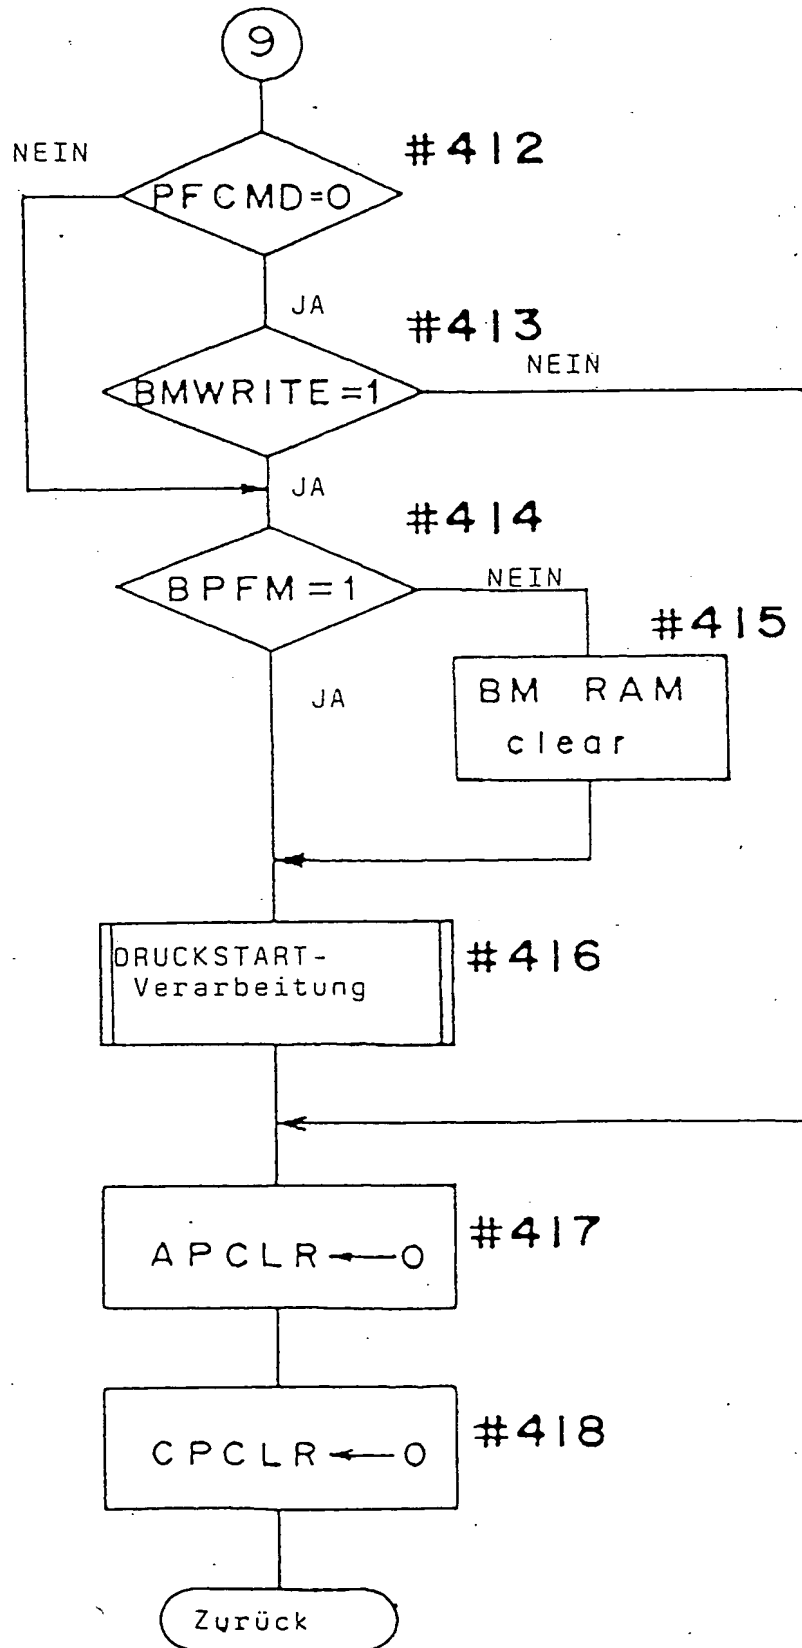 9
#412
NEIN
PFCMD=0
JA
#413
NEIN
BMWRITE=1
JA
#414
BPFM=1
NEIN
#415
JA
BM RAM
clear
#416
DRUCKSTART-
Verarbeitung
#417
APCLR←0
#418
CPCLR←0
Zurück